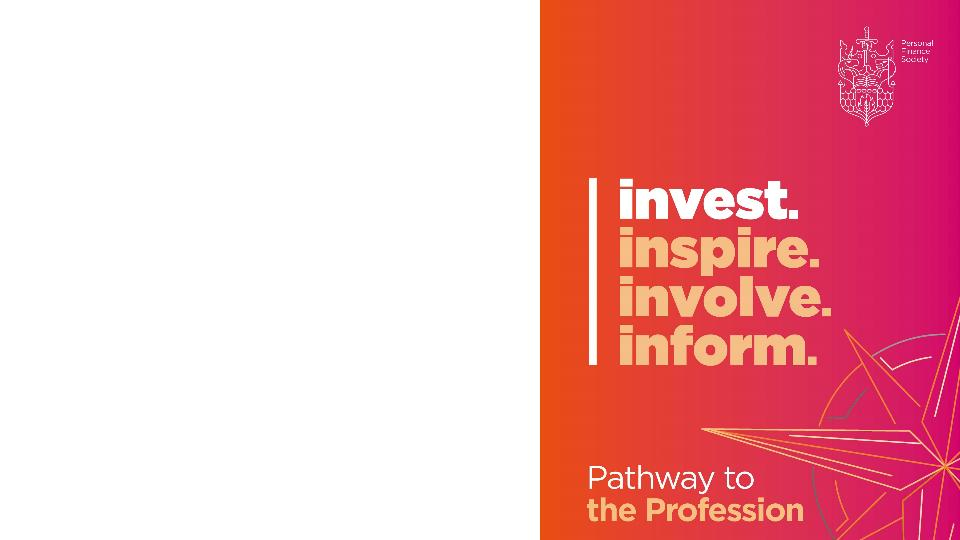 Personal
Finance
Society
invest.
inspire.
involve.
inform.
Pathway to
the Profession